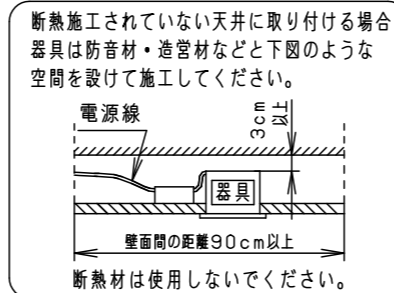 断熱施工されていない天井に取り付ける場合
器具は防音材・造営材などと下図のような
空間を設けて施工してください。
電源線
3cm
以上
器具
壁面間の距離90cm以上
断熱材は使用しないでください。